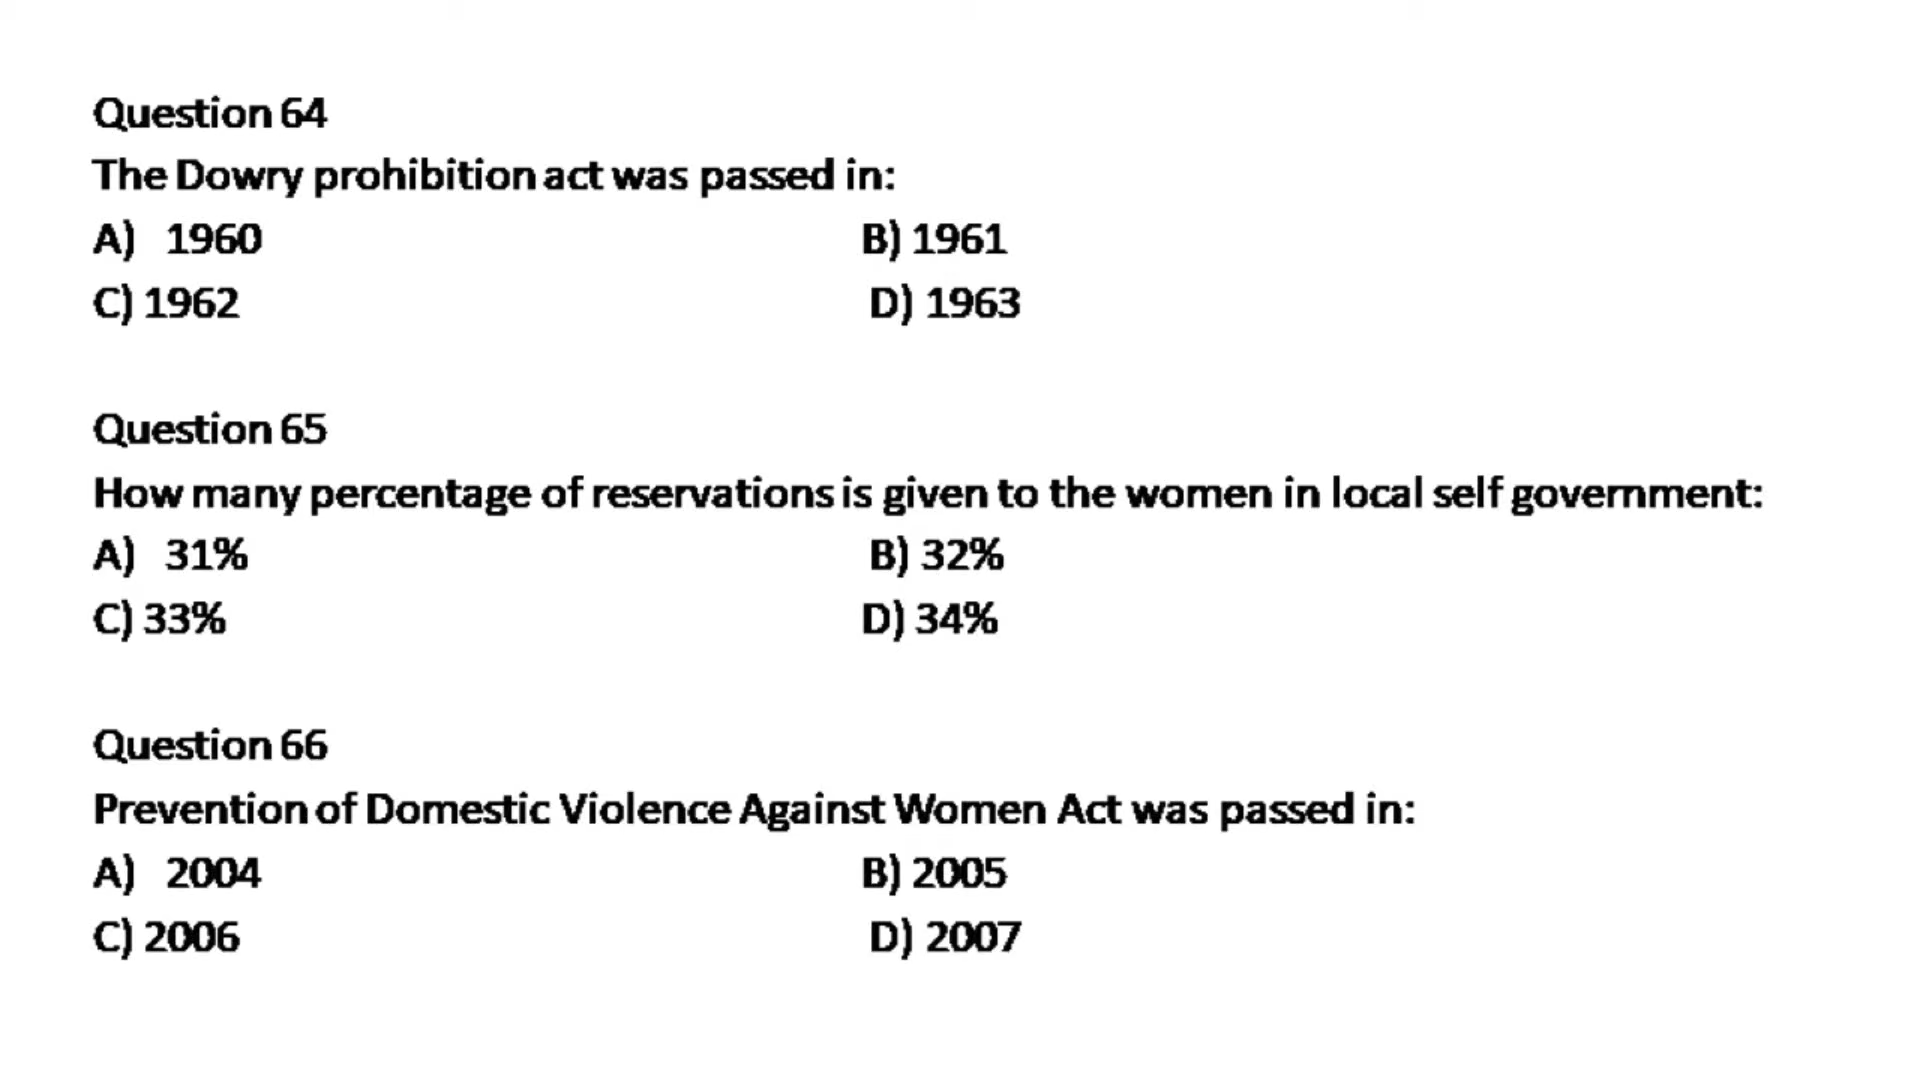 Question 64
The Dowry prohibition act was passed in:
A) 1960 B) 1961
C) 1962 D) 1963
Question 65
How many percentage of reservations is given to the women in local self government:
A) 31% B) 32%
C) 33% D) 34%
Question 66
Prevention of Domestic Violence Against Women Act was passed in:
A) 2004 B) 2005
C) 2006 D) 2007